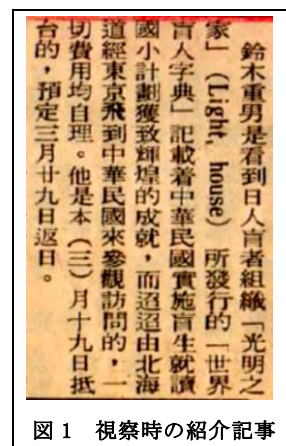 鈴木重男是看到日人盲者組織「光明之
家」(Light, house) 所發行的「世界
盲人字典」記載着中華民國實施盲生就讀
國小計劃獲致輝煌的成就，而迢迢由北海
道經東京飛到中華民國來參觀訪問的，一
切費用均自理。他是本（三）月十九日抵
台的，預定三月廿九日返日。
図1 視察時の紹介記事